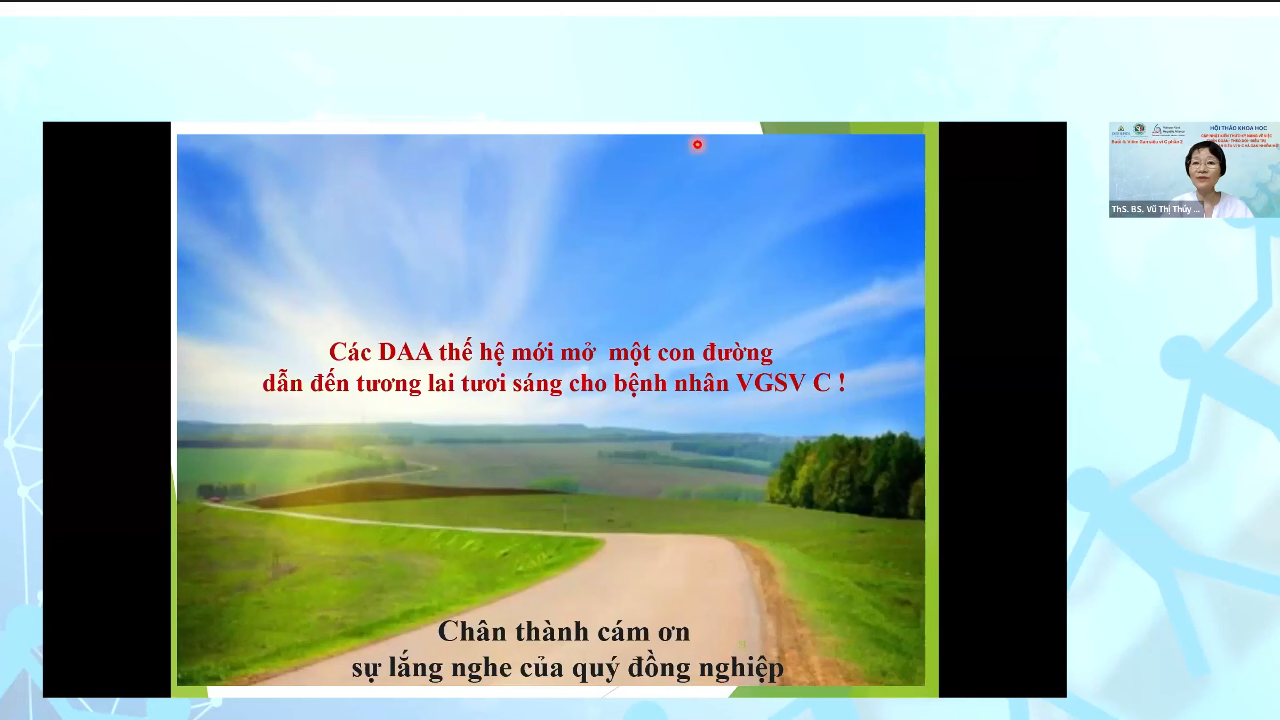 Các DAA thế hệ mới mở một con đường
dẫn đến tương lai tươi sáng cho bệnh nhân VGSV C !
Chân thành cám ơn
sự lắng nghe của quý đồng nghiệp
HỘI THẢO KHOA HỌC
ThS. BS. Vũ Thị Thúy ...